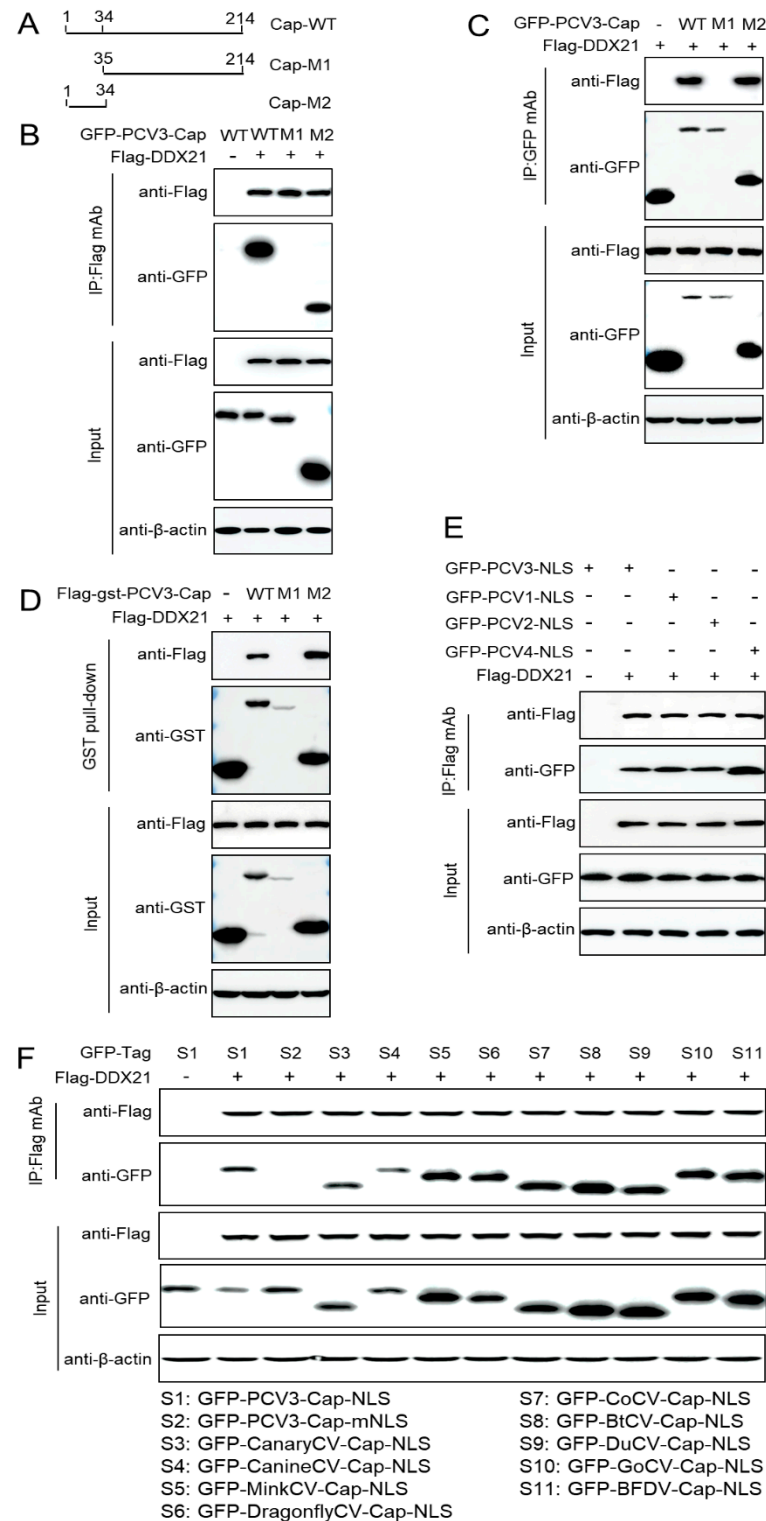 A
1 34 214 Cap-WT
35 214 Cap-M1
1 34 Cap-M2
B
GFP-PCV3-Cap WT WT M1 M2
Flag-DDX21 - + + +
IP:Flag mAb
anti-Flag
anti-GFP
Input
anti-Flag
anti-GFP
anti-β-actin
C
GFP-PCV3-Cap - WT M1 M2
Flag-DDX21 + + + +
IP:GFP mAb
anti-Flag
anti-GFP
Input
anti-Flag
anti-GFP
anti-β-actin
D
Flag-gst-PCV3-Cap - WT M1 M2
Flag-DDX21 + + + +
GST pull-down
anti-Flag
anti-GST
Input
anti-Flag
anti-GST
anti-β-actin
E
GFP-PCV3-NLS + + - - -
GFP-PCV1-NLS - - + - -
GFP-PCV2-NLS - - - + -
GFP-PCV4-NLS - - - - +
Flag-DDX21 - + + + +
IP:Flag mAb
anti-Flag
anti-GFP
Input
anti-Flag
anti-GFP
anti-β-actin
F
GFP-Tag S1 S1 S2 S3 S4 S5 S6 S7 S8 S9 S10 S11
Flag-DDX21 - + + + + + + + + + + +
IP:Flag mAb
anti-Flag
anti-GFP
Input
anti-Flag
anti-GFP
anti-β-actin
S1: GFP-PCV3-Cap-NLS
S2: GFP-PCV3-Cap-mNLS
S3: GFP-CanaryCV-Cap-NLS
S4: GFP-CanineCV-Cap-NLS
S5: GFP-MinkCV-Cap-NLS
S6: GFP-DragonflyCV-Cap-NLS
S7: GFP-CoCV-Cap-NLS
S8: GFP-BtCV-Cap-NLS
S9: GFP-DuCV-Cap-NLS
S10: GFP-GoCV-Cap-NLS
S11: GFP-BFDV-Cap-NLS